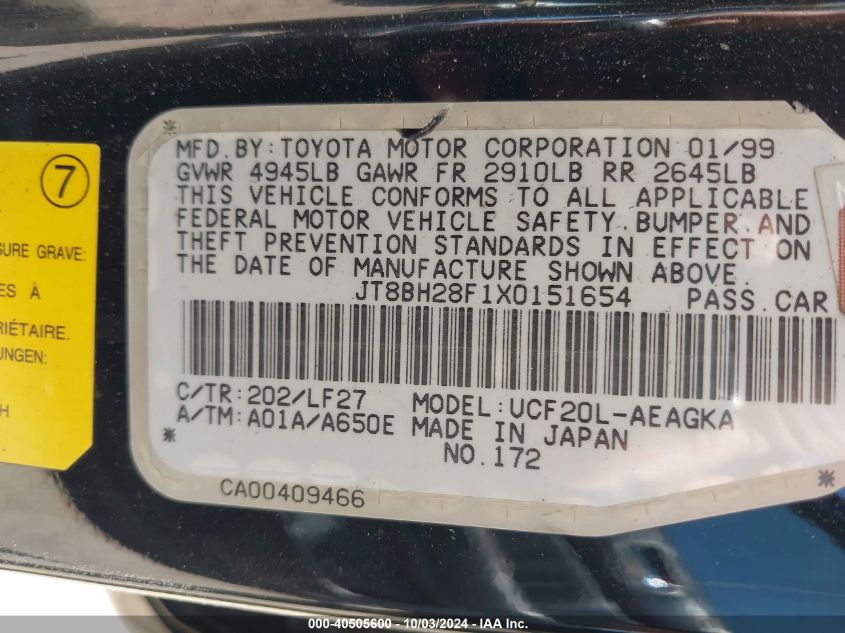 7
SURE GRAVE:
ES À
RIÉTAIRE.
UNGEN:
H
MFD.BY:TOYOTA MOTOR CORPORATION 01/99
GVWR 4945LB GAWR FR 2910LB RR 2645LB
THIS VEHICLE CONFORMS TO ALL APPLICABLE
FEDERAL MOTOR VEHICLE SAFETY.BUMPER.AND
THEFT PREVENTION STANDARDS IN EFFECT ON
THE DATE OF MANUFACTURE SHOWN ABOVE.
JT8BH28F1X0151654 PASS.CAR
C/TR:202/LF27 MODEL:UCF20L-AEAGKA
A/TM:A01A/A650E MADE IN JAPAN
NO.172
CA00409466
000-40505600 - 10/03/2024 - IAA Inc.